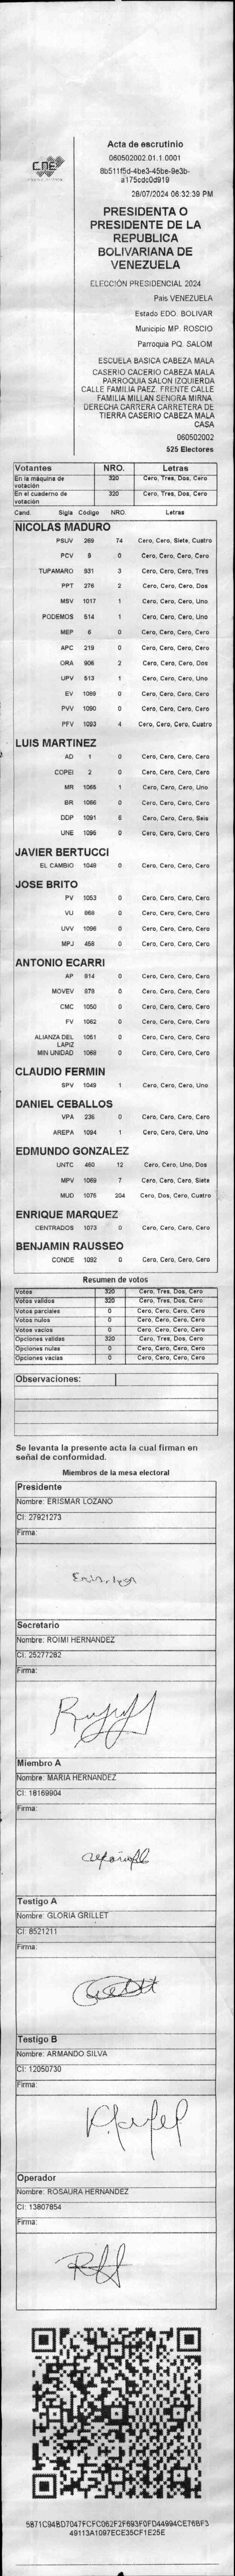 CNE
Acta de escrutinio
060502002.01.1.0001
8b511f5d-4be3-45be-9e3b-
a175cdc0d919
28/07/2024 06:32:39 PM
PRESIDENTA O
PRESIDENTE DE LA
REPUBLICA
BOLIVARIANA DE
VENEZUELA
ELECCIÓN PRESIDENCIAL 2024
País VENEZUELA
Estado EDO. BOLIVAR
Municipio MP. ROSCIO
Parroquia PQ. SALOM
ESCUELA BASICA CABEZA MALA
CASERIO CACERIO CABEZA MALA
PARROQUIA SALON IZQUIERDA
CALLE FAMILIA PAEZ. FRENTE CALLE
FAMILIA MILLAN SENORA MIRNA.
DERECHA CARRERA CARRETERA DE
TIERRA CASERIO CABEZA MALA
CASA
060502002
525 Electores
Votantes NRO. Letras
En la máquina de votación 320 Cero, Tres, Dos, Cero
En el cuaderno de votación 320 Cero, Tres, Dos, Cero
Cand. Sigla Código NRO. Letras
NICOLAS MADURO
PSUV 269 74 Cero, Cero, Siete, Cuatro
PCV 9 0 Cero, Cero, Cero, Cero
TUPAMARO 931 3 Cero, Cero, Cero, Tres
PPT 276 2 Cero, Cero, Cero, Dos
MSV 1017 1 Cero, Cero, Cero, Uno
PODEMOS 514 1 Cero, Cero, Cero, Uno
MEP 6 0 Cero, Cero, Cero, Cero
APC 219 0 Cero, Cero, Cero, Cero
ORA 906 2 Cero, Cero, Cero, Dos
UPV 513 1 Cero, Cero, Cero, Uno
EV 1089 0 Cero, Cero, Cero, Cero
PVV 1090 0 Cero, Cero, Cero, Cero
PFV 1093 4 Cero, Cero, Cero, Cuatro
LUIS MARTINEZ
AD 1 0 Cero, Cero, Cero, Cero
COPEI 2 0 Cero, Cero, Cero, Cero
MR 1065 1 Cero, Cero, Cero, Uno
BR 1066 0 Cero, Cero, Cero, Cero
DDP 1091 6 Cero, Cero, Cero, Seis
UNE 1095 0 Cero, Cero, Cero, Cero
JAVIER BERTUCCI
EL CAMBIO 1048 0 Cero, Cero, Cero, Cero
JOSE BRITO
PV 1053 0 Cero, Cero, Cero, Cero
VU 868 0 Cero, Cero, Cero, Cero
UVV 1096 0 Cero, Cero, Cero, Cero
MPJ 458 0 Cero, Cero, Cero, Cero
ANTONIO ECARRI
AP 814 0 Cero, Cero, Cero, Cero
MOVEV 979 0 Cero, Cero, Cero, Cero
CMC 1050 0 Cero, Cero, Cero, Cero
FV 1062 0 Cero, Cero, Cero, Cero
ALIANZA DEL LAPIZ 1051 0 Cero, Cero, Cero, Cero
MIN UNIDAD 1068 0 Cero, Cero, Cero, Cero
CLAUDIO FERMIN
SPV 1049 1 Cero, Cero, Cero, Uno
DANIEL CEBALLOS
VPA 236 0 Cero, Cero, Cero, Cero
AREPA 1094 1 Cero, Cero, Cero, Uno
EDMUNDO GONZALEZ
UNTC 460 12 Cero, Cero, Uno, Dos
MPV 1069 7 Cero, Cero, Cero, Siete
MUD 1075 204 Cero, Dos, Cero, Cuatro
ENRIQUE MARQUEZ
CENTRADOS 1073 0 Cero, Cero, Cero, Cero
BENJAMIN RAUSSEO
CONDE 1092 0 Cero, Cero, Cero, Cero
Resumen de votos
Votos 320 Cero, Tres, Dos, Cero
Votos validos 320 Cero, Tres, Dos, Cero
Votos parciales 0 Cero, Cero, Cero, Cero
Votos nulos 0 Cero, Cero, Cero, Cero
Votos vacíos 0 Cero, Cero, Cero, Cero
Opciones validas 320 Cero, Tres, Dos, Cero
Opciones nulas 0 Cero, Cero, Cero, Cero
Opciones vacías 0 Cero, Cero, Cero, Cero
Observaciones:
Se levanta la presente acta la cual firman en
señal de conformidad.
Miembros de la mesa electoral
Presidente
Nombre: ERISMAR LOZANO
CI: 27921273
Firma:
Secretario
Nombre: ROIMI HERNANDEZ
CI: 25277282
Firma:
Miembro A
Nombre: MARIA HERNANDEZ
CI: 18169904
Firma:
Testigo A
Nombre: GLORIA GRILLET
CI: 8521211
Firma:
Testigo B
Nombre: ARMANDO SILVA
CI: 12050730
Firma:
Operador
Nombre: ROSAURA HERNANDEZ
CI: 13807854
Firma:
5871C94BD7047FCFC062F2F693F0FD44994CE76BF3
49113A1097ECE35CF1E25E